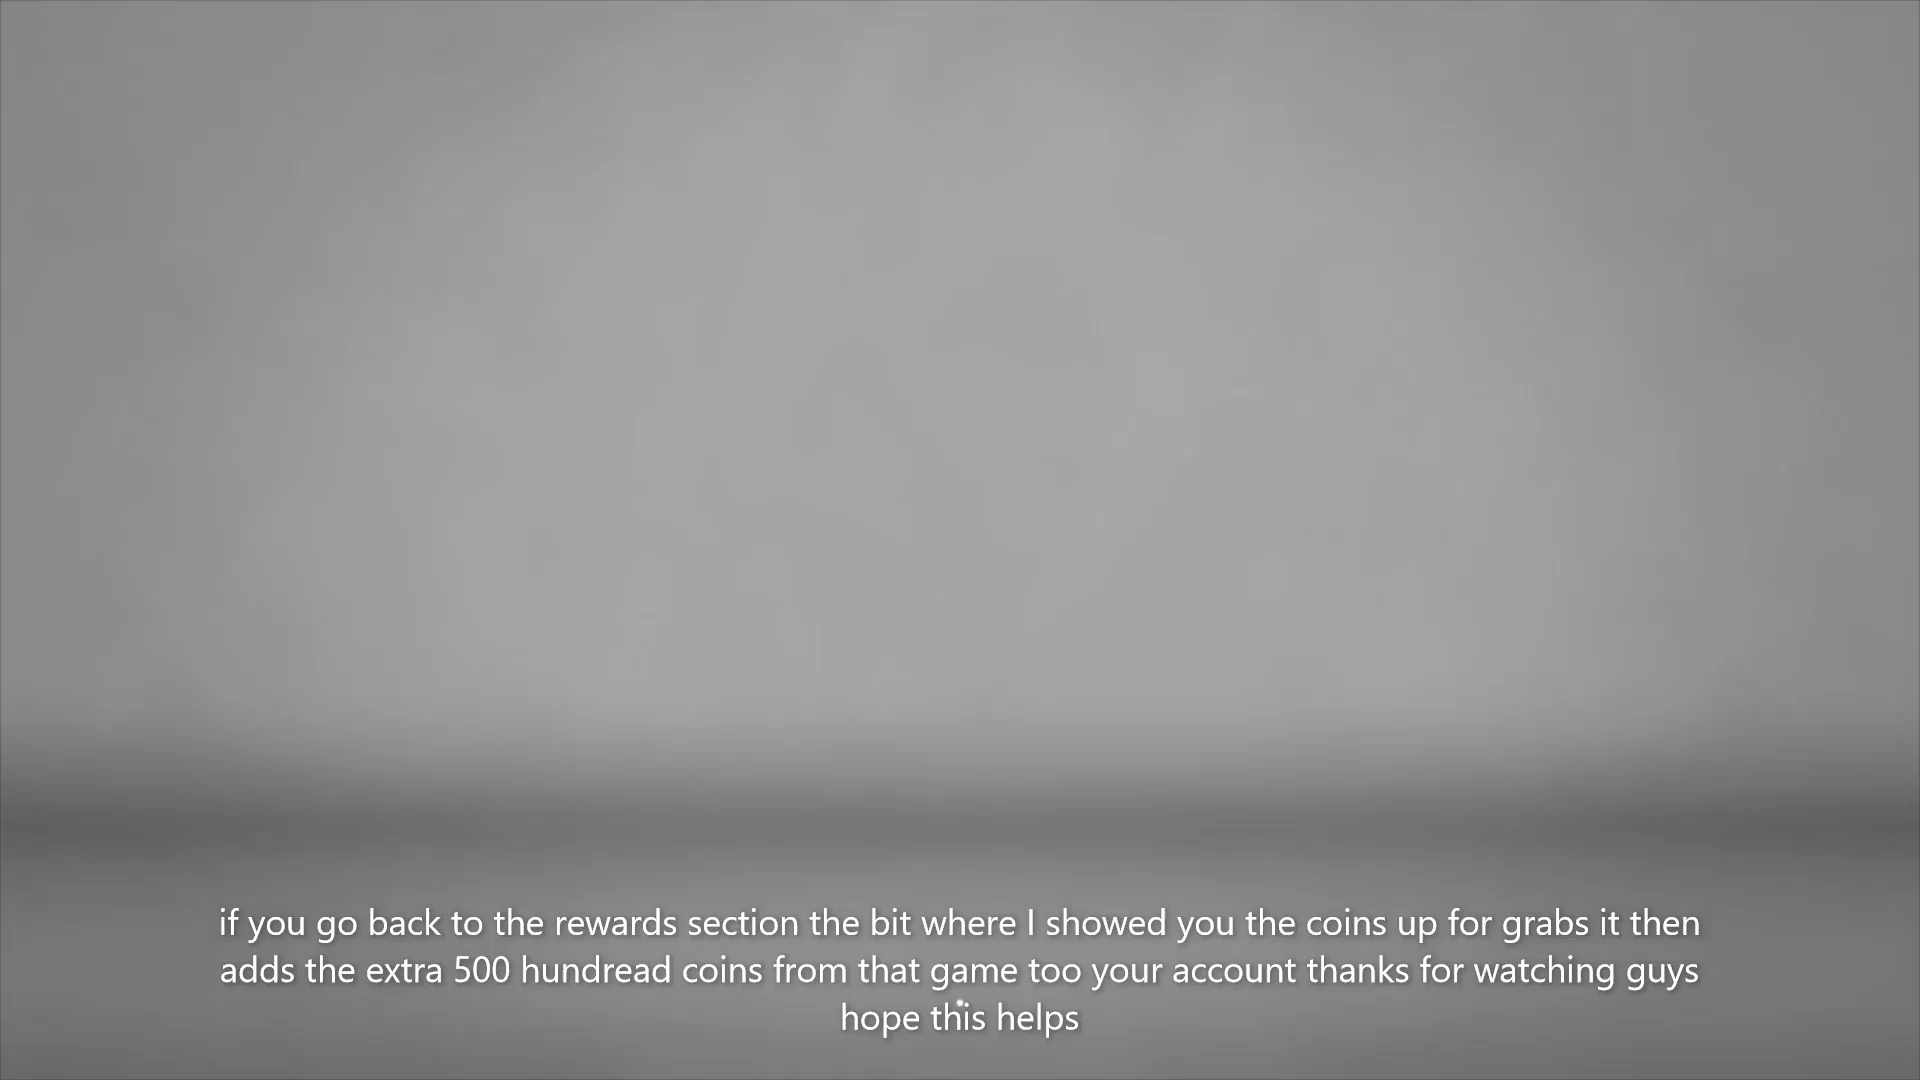 if you go back to the rewards section the bit where I showed you the coins up for grabs it then
adds the extra 500 hundread coins from that game too your account thanks for watching guys
hope this helps